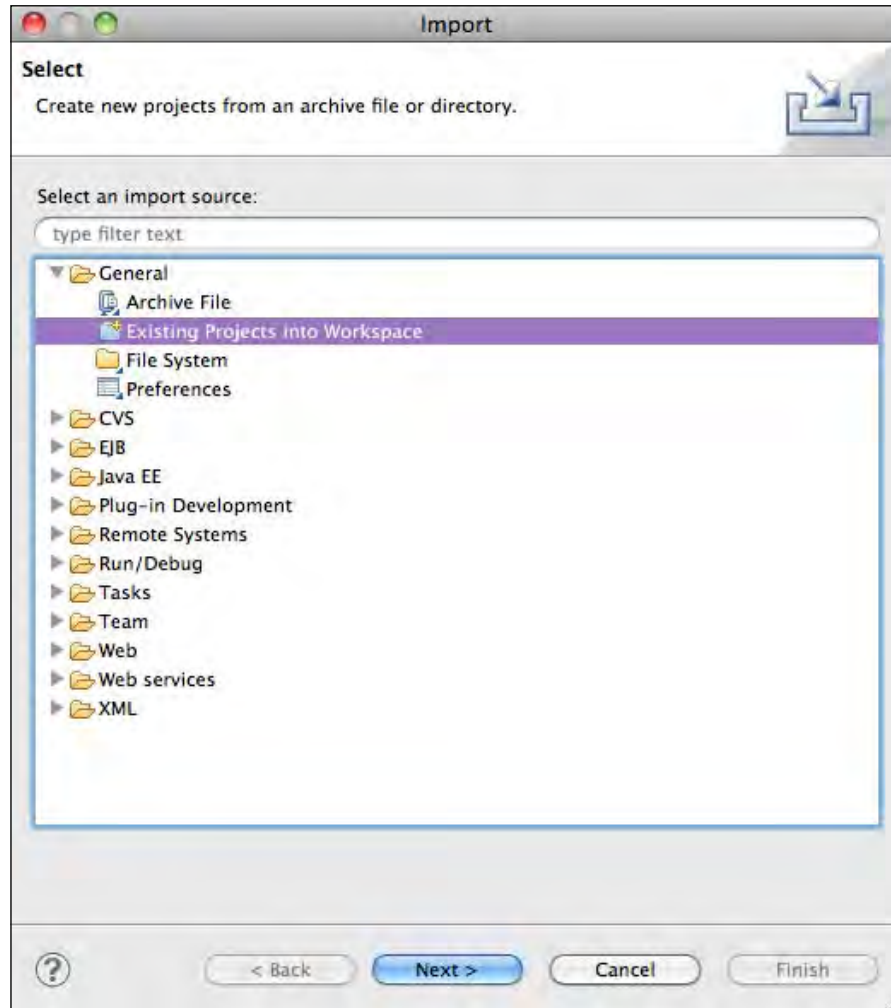 Import
Select
Create new projects from an archive file or directory.
Select an import source:
type filter text
General
Archive File
Existing Projects into Workspace
File System
Preferences
CVS
EJB
Java EE
Plug-in Development
Remote Systems
Run/Debug
Tasks
Team
Web
Web services
XML
?
< Back
Next >
Cancel
Finish